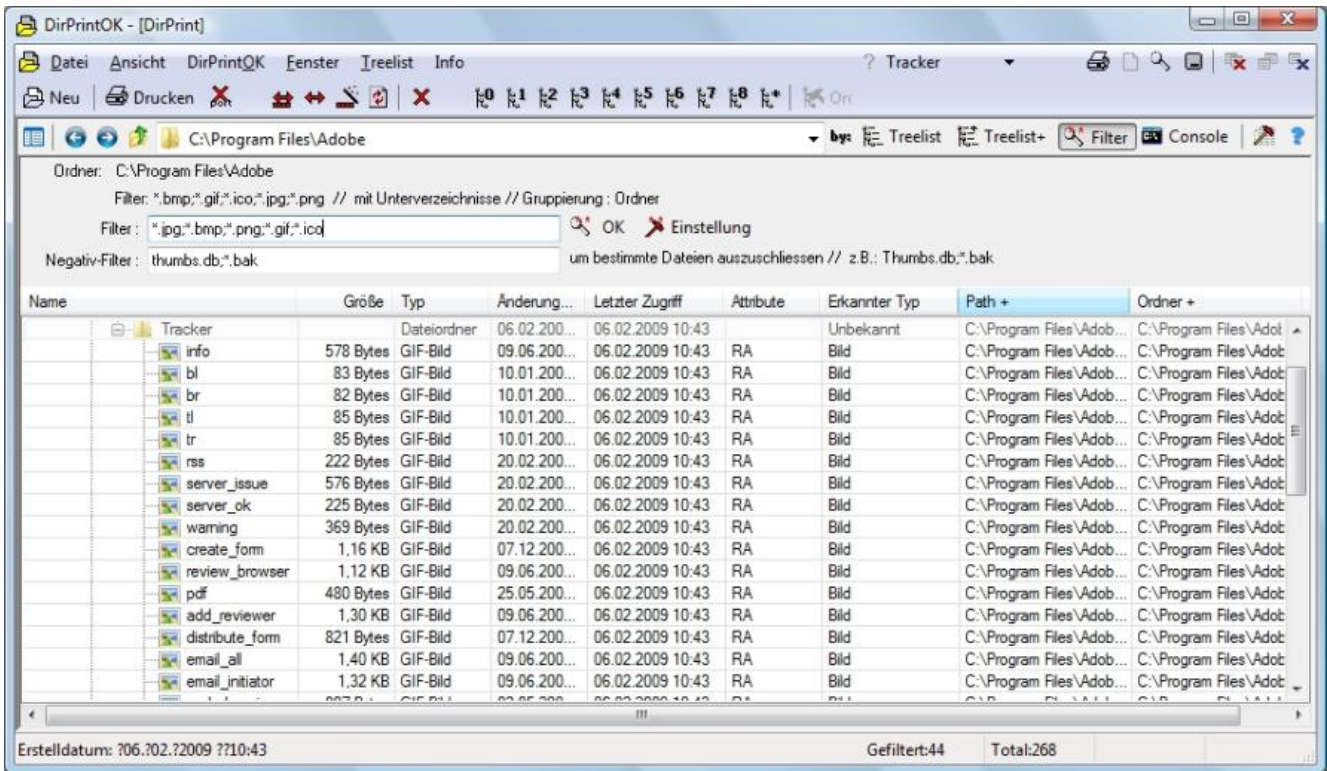 DirPrintOK - [DirPrint]
Datei Ansicht DirPrintOK Fenster Treelist Info ? Tracker
Neu Drucken 0 1 2 3 4 5 6 7 8 *
C:\Program Files\Adobe by: Treelist Treelist+ Filter Console
Ordner: C:\Program Files\Adobe
Filter: *.bmp;*.gif;*.ico;*.jpg;*.png // mit Unterverzeichnisse // Gruppierung : Ordner
Filter : *.jpg;*.bmp;*.png;*.gif;*.ico OK Einstellung
Negativ-Filter : thumbs.db;*.bak um bestimmte Dateien auszuschliessen // z.B.: Thumbs.db;*.bak
Name Größe Typ Änderung... Letzter Zugriff Attribute Erkannter Typ Path + Ordner +
Tracker Dateiordner 06.02.200... 06.02.2009 10:43 Unbekannt C:\Program Files\Adob... C:\Program Files\Adob
info 578 Bytes GIF-Bild 09.06.200... 06.02.2009 10:43 RA Bild C:\Program Files\Adob... C:\Program Files\Adob
bl 83 Bytes GIF-Bild 10.01.200... 06.02.2009 10:43 RA Bild C:\Program Files\Adob... C:\Program Files\Adob
br 82 Bytes GIF-Bild 10.01.200... 06.02.2009 10:43 RA Bild C:\Program Files\Adob... C:\Program Files\Adob
tl 85 Bytes GIF-Bild 10.01.200... 06.02.2009 10:43 RA Bild C:\Program Files\Adob... C:\Program Files\Adob
tr 85 Bytes GIF-Bild 10.01.200... 06.02.2009 10:43 RA Bild C:\Program Files\Adob... C:\Program Files\Adob
rss 222 Bytes GIF-Bild 20.02.200... 06.02.2009 10:43 RA Bild C:\Program Files\Adob... C:\Program Files\Adob
server_issue 576 Bytes GIF-Bild 20.02.200... 06.02.2009 10:43 RA Bild C:\Program Files\Adob... C:\Program Files\Adob
server_ok 225 Bytes GIF-Bild 20.02.200... 06.02.2009 10:43 RA Bild C:\Program Files\Adob... C:\Program Files\Adob
warning 369 Bytes GIF-Bild 20.02.200... 06.02.2009 10:43 RA Bild C:\Program Files\Adob... C:\Program Files\Adob
create_form 1,16 KB GIF-Bild 07.12.200... 06.02.2009 10:43 RA Bild C:\Program Files\Adob... C:\Program Files\Adob
review_browser 1,12 KB GIF-Bild 09.06.200... 06.02.2009 10:43 RA Bild C:\Program Files\Adob... C:\Program Files\Adob
pdf 480 Bytes GIF-Bild 25.05.200... 06.02.2009 10:43 RA Bild C:\Program Files\Adob... C:\Program Files\Adob
add_reviewer 1,30 KB GIF-Bild 09.06.200... 06.02.2009 10:43 RA Bild C:\Program Files\Adob... C:\Program Files\Adob
distribute_form 821 Bytes GIF-Bild 07.12.200... 06.02.2009 10:43 RA Bild C:\Program Files\Adob... C:\Program Files\Adob
email_all 1,40 KB GIF-Bild 09.06.200... 06.02.2009 10:43 RA Bild C:\Program Files\Adob... C:\Program Files\Adob
email_initiator 1,32 KB GIF-Bild 09.06.200... 06.02.2009 10:43 RA Bild C:\Program Files\Adob... C:\Program Files\Adob
Erstelldatum: ?06.?02.?2009 ??10:43 Gefiltert:44 Total:268